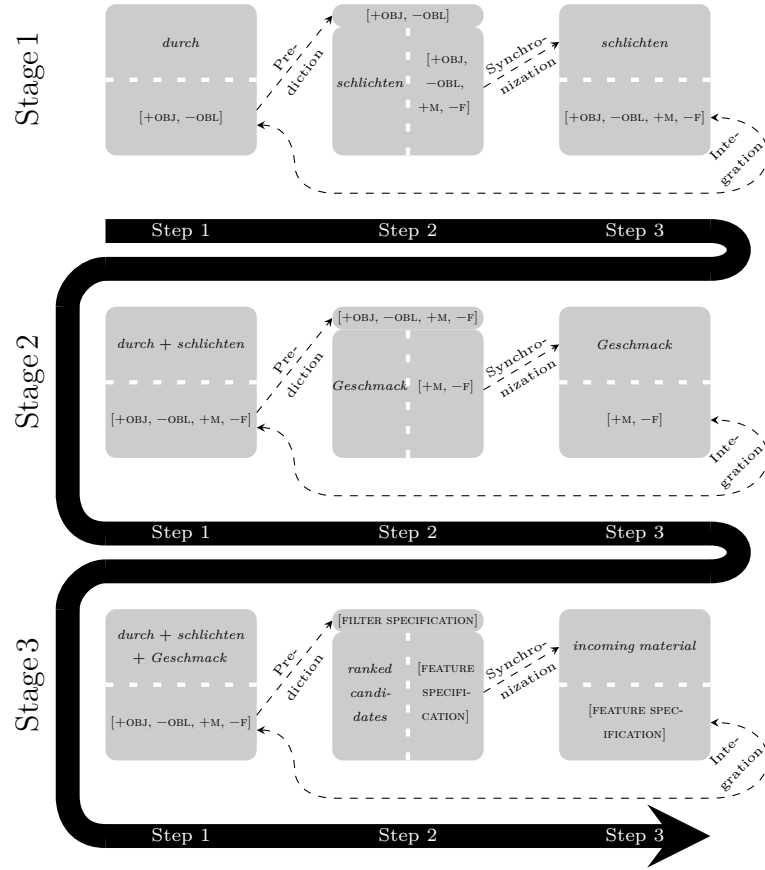 Stage 1
durch
[+OBJ, −OBL]
Pre-
diction
[+OBJ, −OBL]
schlichten
[+OBJ,
−OBL,
+M, −F]
Synchro-
nization
schlichten
[+OBJ, −OBL, +M, −F]
Inte-
gration
Step 1 Step 2 Step 3
Stage 2
durch + schlichten
[+OBJ, −OBL, +M, −F]
Pre-
diction
[+OBJ, −OBL, +M, −F]
Geschmack
[+M, −F]
Synchro-
nization
Geschmack
[+M, −F]
Inte-
gration
Step 1 Step 2 Step 3
Stage 3
durch + schlichten
+ Geschmack
[+OBJ, −OBL, +M, −F]
Pre-
diction
[FILTER SPECIFICATION]
ranked
candi-
dates
[FEATURE
SPECIFI-
CATION]
Synchro-
nization
incoming material
[FEATURE SPEC-
IFICATION]
Inte-
gration
Step 1 Step 2 Step 3